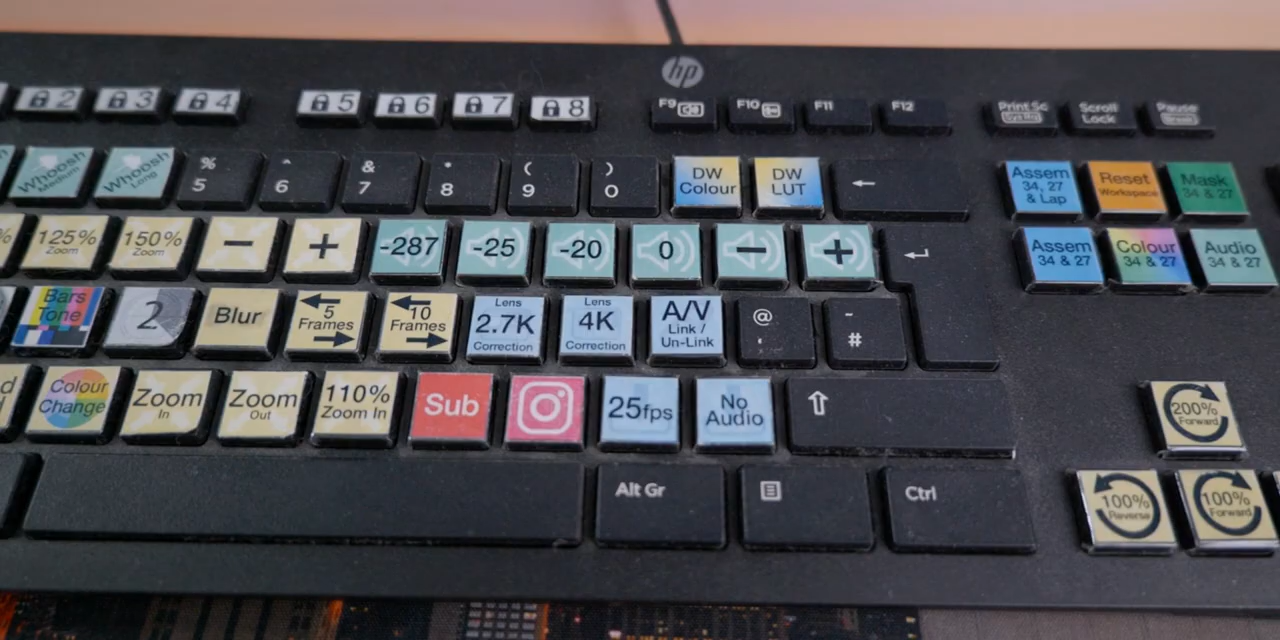 hp
2
3
4
5
6
7
8
F9
F10
F11
F12
Print Sc
Scroll
Lock
Pause
Whoosh
Medium
Whoosh
Long
%
5
^
6
&
7
*
8
(
9
)
0
DW
Colour
DW
LUT
←
Assem
34, 27
& Lap
Reset
Workspace
Mask
34 & 27
%
125%
Zoom
150%
Zoom
−
+
-287
-25
-20
0
−
+
Assem
34 & 27
Colour
34 & 27
Audio
34 & 27
Bars
Tone
2
Blur
5
Frames
10
Frames
Lens
2.7K
Correction
Lens
4K
Correction
A/V
Link /
Un-Link
@
'
~
#
d
Colour
Change
Zoom
In
Zoom
Out
110%
Zoom In
Sub
25fps
No
Audio
200%
Forward
Alt Gr
Ctrl
100%
Reverse
100%
Forward